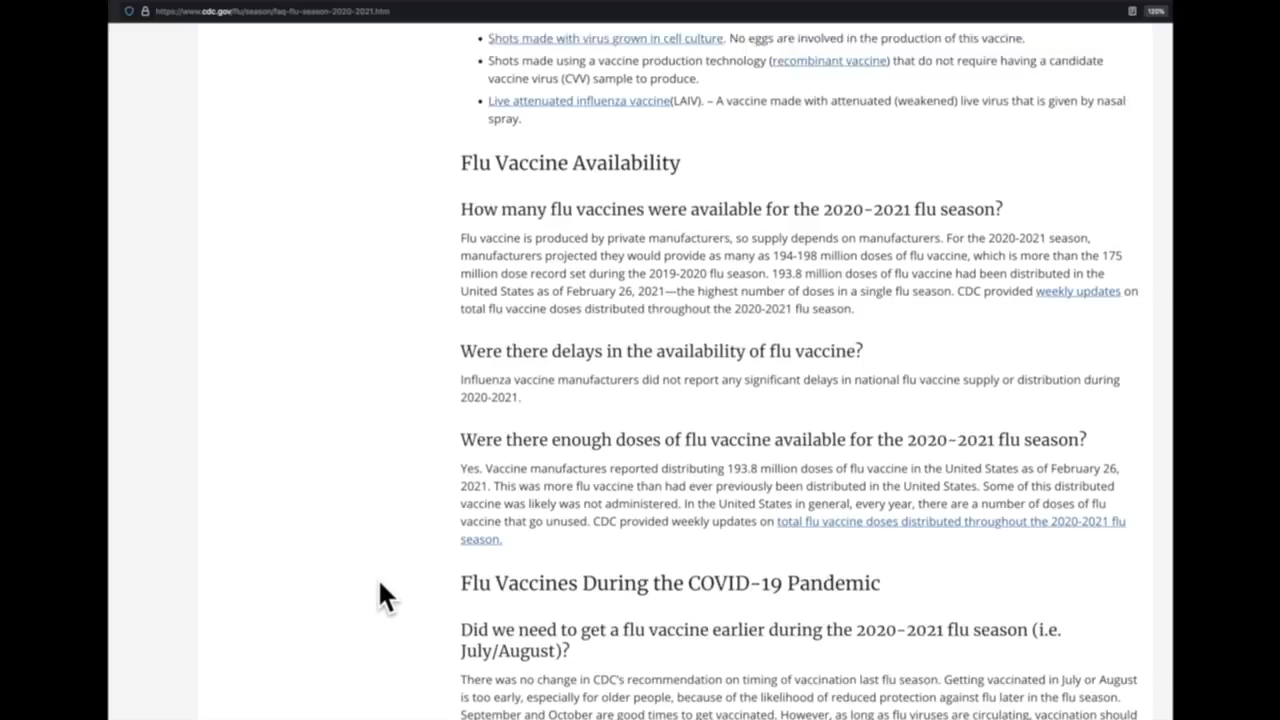 https://www.cdc.gov/flu/season/faq-flu-season-2020-2021.htm
120%
Shots made with virus grown in cell culture. No eggs are involved in the production of this vaccine.
Shots made using a vaccine production technology (recombinant vaccine) that do not require having a candidate
vaccine virus (CVV) sample to produce.
Live attenuated influenza vaccine(LAIV). – A vaccine made with attenuated (weakened) live virus that is given by nasal
spray.
Flu Vaccine Availability
How many flu vaccines were available for the 2020-2021 flu season?
Flu vaccine is produced by private manufacturers, so supply depends on manufacturers. For the 2020-2021 season,
manufacturers projected they would provide as many as 194-198 million doses of flu vaccine, which is more than the 175
million dose record set during the 2019-2020 flu season. 193.8 million doses of flu vaccine had been distributed in the
United States as of February 26, 2021—the highest number of doses in a single flu season. CDC provided weekly updates on
total flu vaccine doses distributed throughout the 2020-2021 flu season.
Were there delays in the availability of flu vaccine?
Influenza vaccine manufacturers did not report any significant delays in national flu vaccine supply or distribution during
2020-2021.
Were there enough doses of flu vaccine available for the 2020-2021 flu season?
Yes. Vaccine manufactures reported distributing 193.8 million doses of flu vaccine in the United States as of February 26,
2021. This was more flu vaccine than had ever previously been distributed in the United States. Some of this distributed
vaccine was likely was not administered. In the United States in general, every year, there are a number of doses of flu
vaccine that go unused. CDC provided weekly updates on total flu vaccine doses distributed throughout the 2020-2021 flu
season.
Flu Vaccines During the COVID-19 Pandemic
Did we need to get a flu vaccine earlier during the 2020-2021 flu season (i.e.
July/August)?
There was no change in CDC's recommendation on timing of vaccination last flu season. Getting vaccinated in July or August
is too early, especially for older people, because of the likelihood of reduced protection against flu later in the flu season.
September and October are good times to get vaccinated. However, as long as flu viruses are circulating, vaccination should